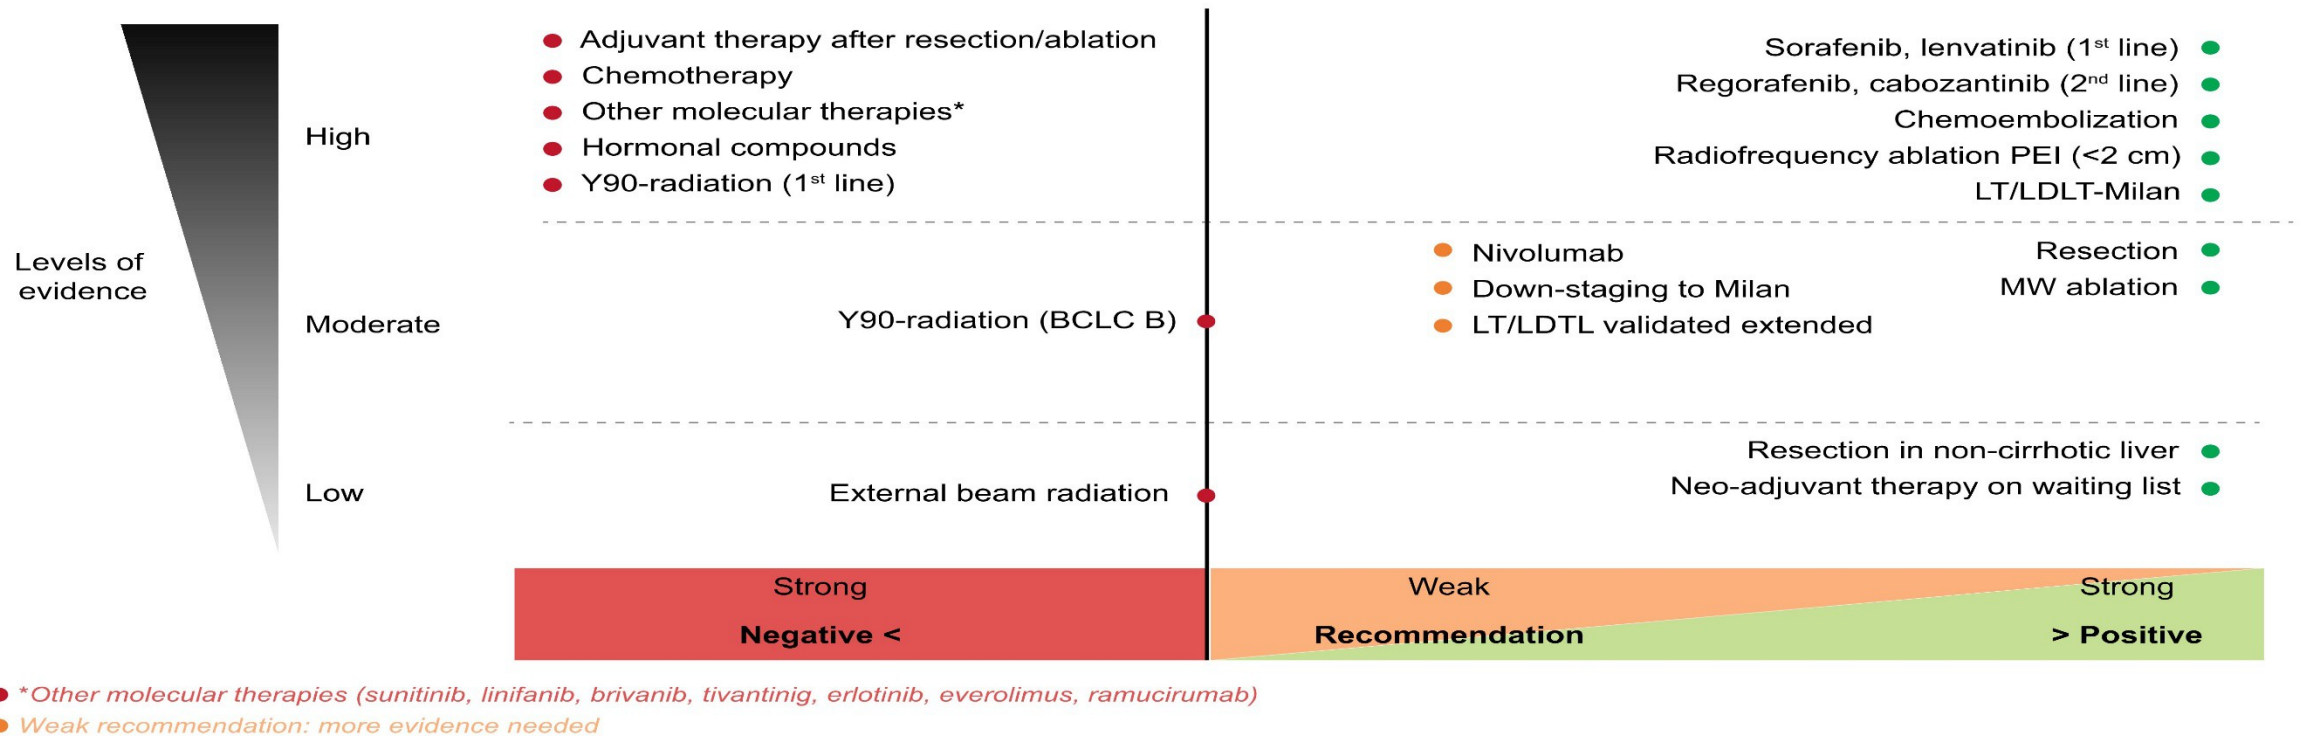 Levels of
evidence
High
Adjuvant therapy after resection/ablation
Chemotherapy
Other molecular therapies*
Hormonal compounds
Y90-radiation (1st line)
Sorafenib, lenvatinib (1st line)
Regorafenib, cabozantinib (2nd line)
Chemoembolization
Radiofrequency ablation PEI (<2 cm)
LT/LDLT-Milan
Moderate
Y90-radiation (BCLC B)
Nivolumab
Down-staging to Milan
LT/LDTL validated extended
Resection
MW ablation
Low
External beam radiation
Resection in non-cirrhotic liver
Neo-adjuvant therapy on waiting list
Strong
Weak
Strong
Negative <
Recommendation
> Positive
*Other molecular therapies (sunitinib, linifanib, brivanib, tivantinig, erlotinib, everolimus, ramucirumab)
Weak recommendation: more evidence needed